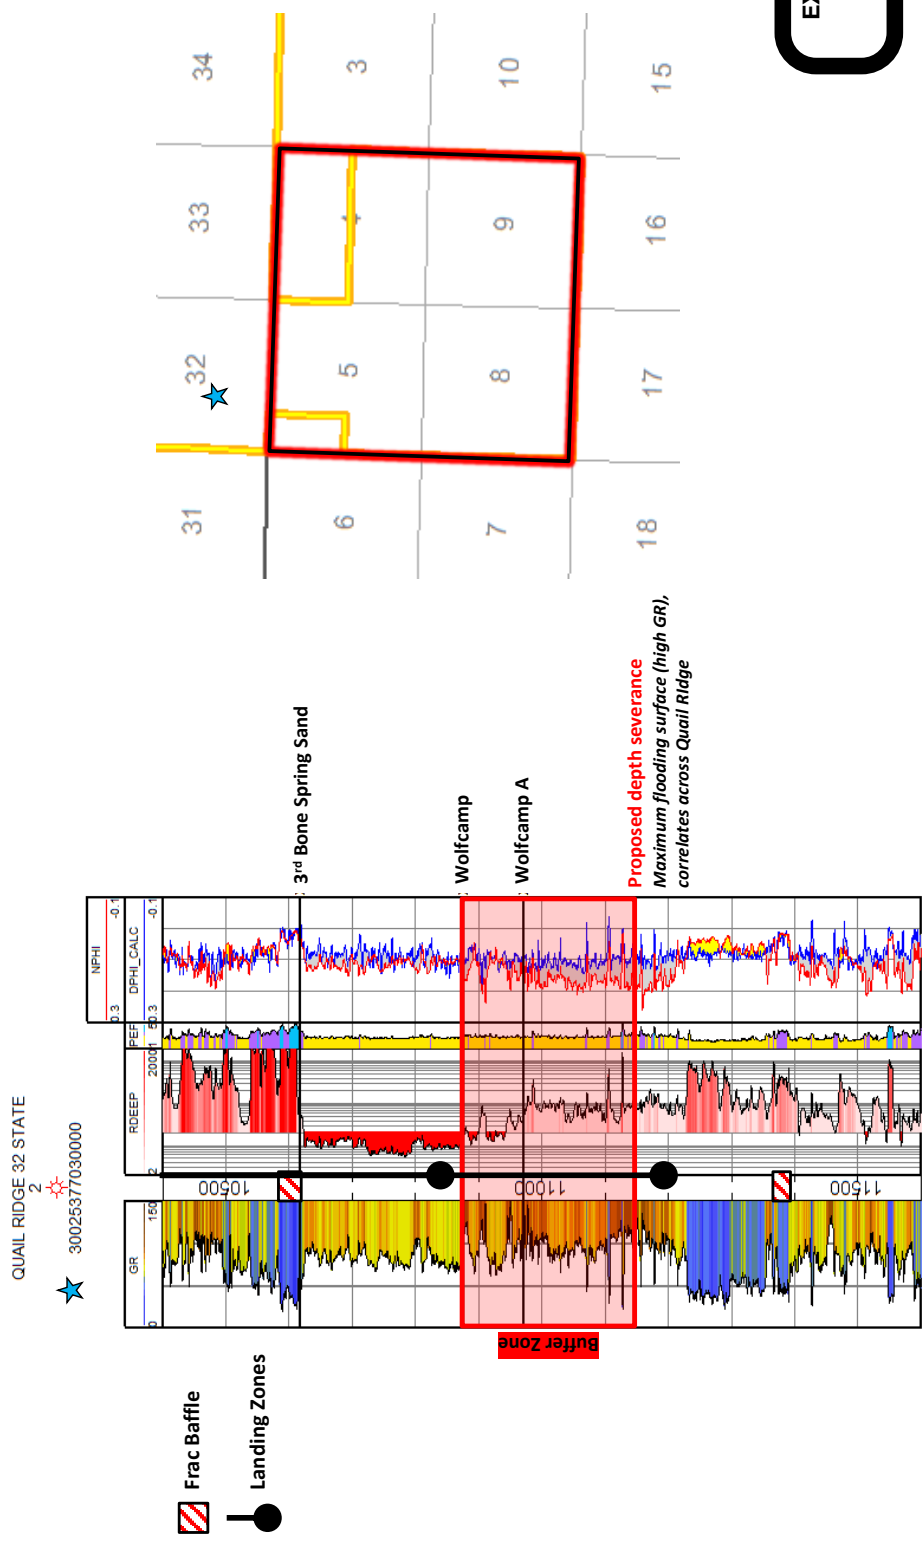 QUAIL RIDGE 32 STATE
2
30025377030000
Frac Baffle
Landing Zones
GR
0
150
RDEEP
2
2000
PEF
NPHI
0.3
-0.1
DPHI_CALC
0.3
-0.1
10500
11000
11500
Buffer Zone
3rd Bone Spring Sand
Wolfcamp
Wolfcamp A
Proposed depth severance
Maximum flooding surface (high GR),
correlates across Quail RIdge
31
32
33
34
6
5
4
3
7
8
9
10
18
17
16
15
EX